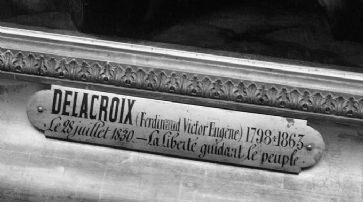 DELACROIX (Ferdinand Victor Eugène) 1798-1863
Le 28 juillet 1830 — La Liberté guidant le peuple